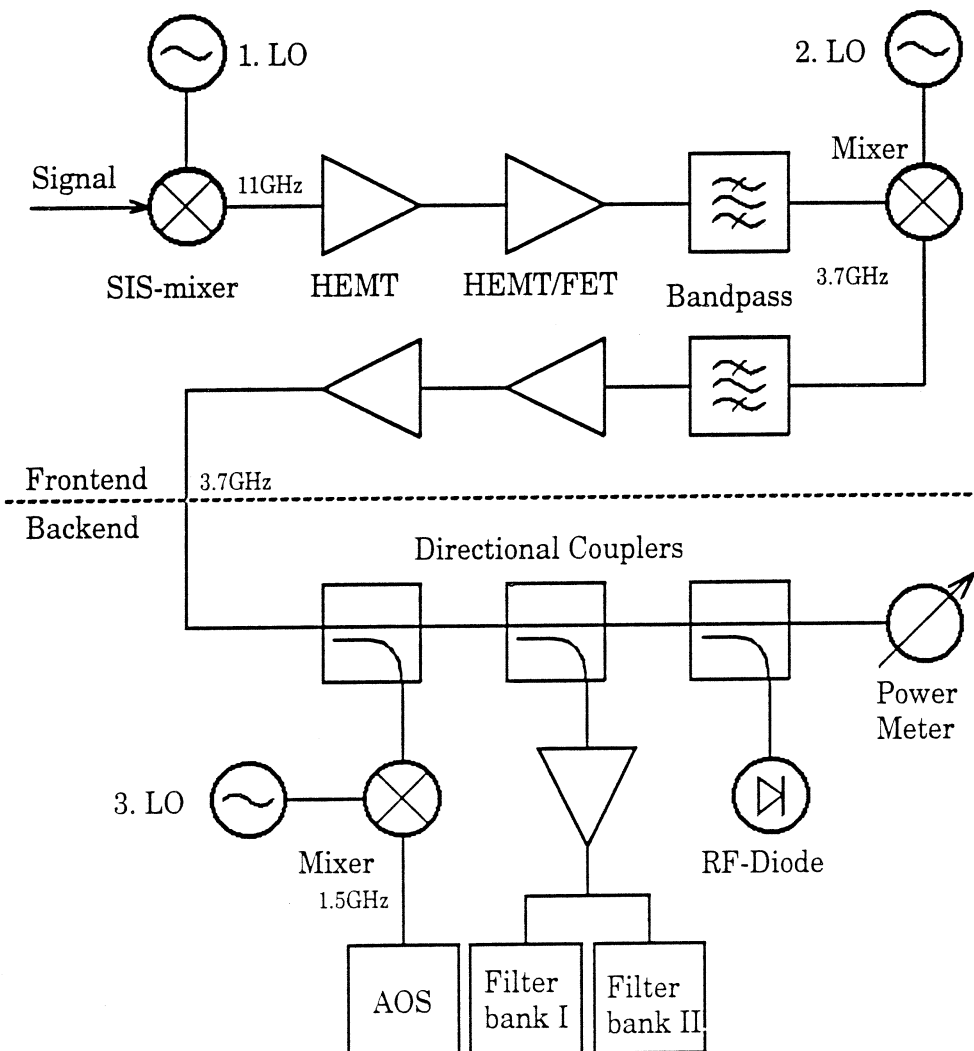 1. LO
2. LO
Signal
11GHz
Mixer
SIS-mixer
HEMT
HEMT/FET
Bandpass
3.7GHz
Frontend
3.7GHz
Backend
Directional Couplers
Power
Meter
3. LO
Mixer
1.5GHz
RF-Diode
AOS
Filter
bank I
Filter
bank II